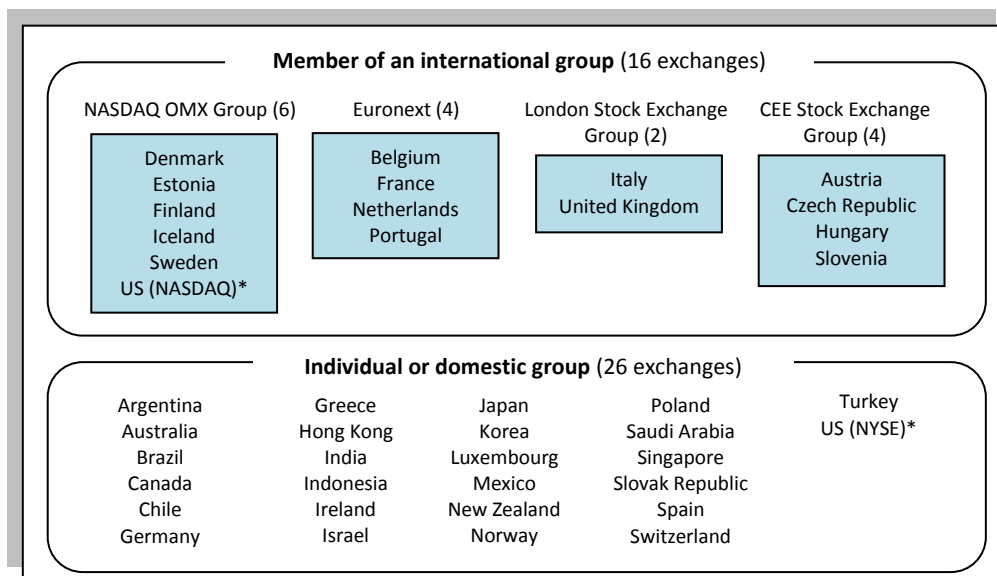 Member of an international group (16 exchanges)
NASDAQ OMX Group (6)
Denmark
Estonia
Finland
Iceland
Sweden
US (NASDAQ)*
Euronext (4)
Belgium
France
Netherlands
Portugal
London Stock Exchange
Group (2)
Italy
United Kingdom
CEE Stock Exchange
Group (4)
Austria
Czech Republic
Hungary
Slovenia
Individual or domestic group (26 exchanges)
Argentina
Australia
Brazil
Canada
Chile
Germany
Greece
Hong Kong
India
Indonesia
Ireland
Israel
Japan
Korea
Luxembourg
Mexico
New Zealand
Norway
Poland
Saudi Arabia
Singapore
Slovak Republic
Spain
Switzerland
Turkey
US (NYSE)*